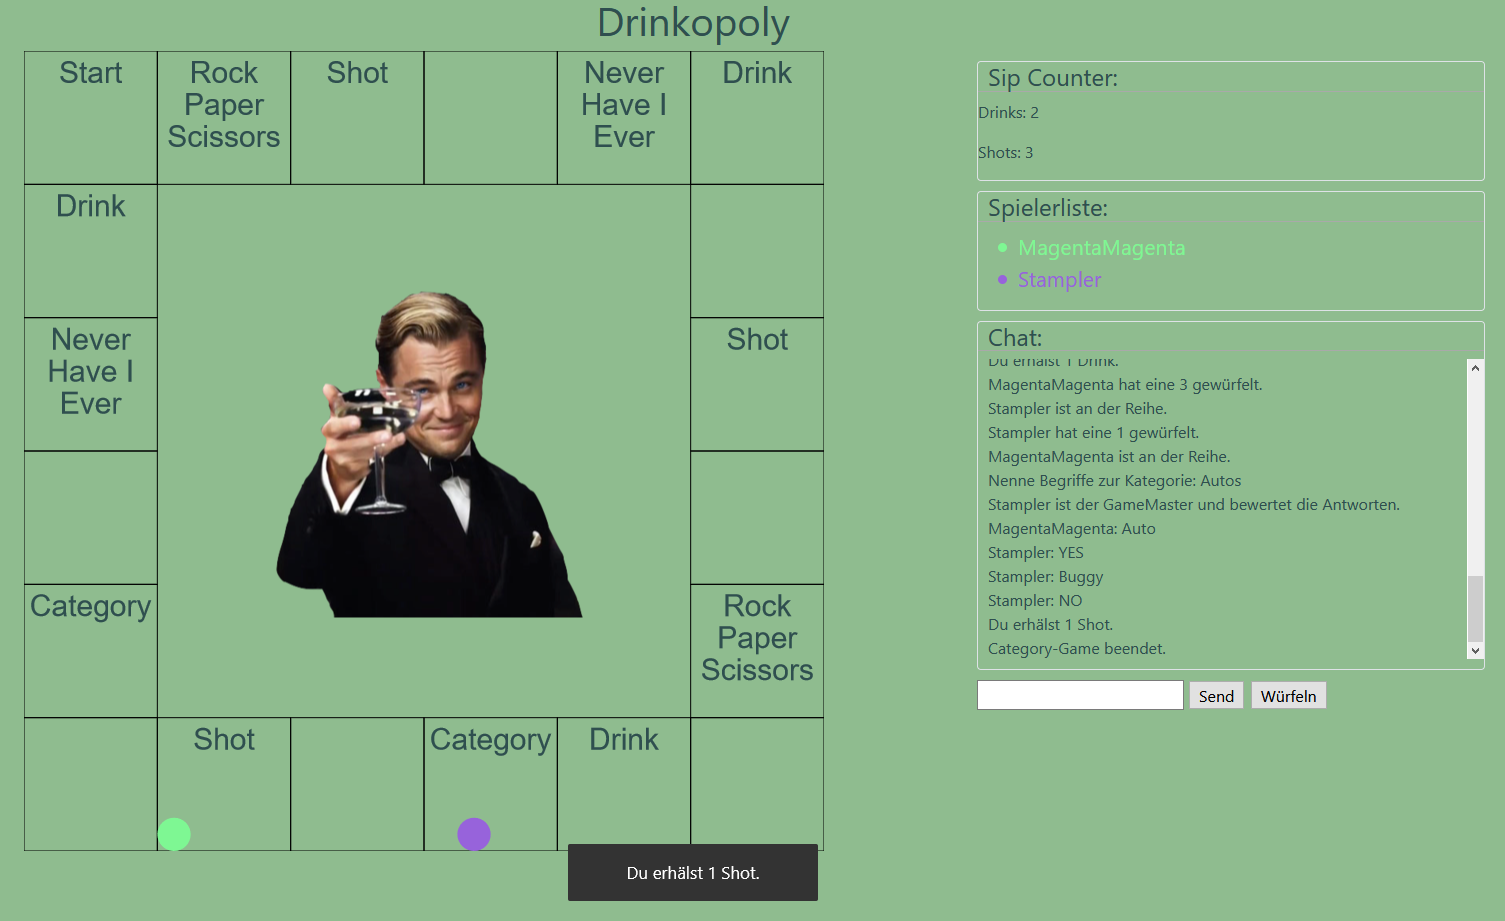 Drinkopoly
Start
Rock
Paper
Scissors
Shot
Never
Have I
Ever
Drink
Drink
Never
Have I
Ever
Shot
Category
Rock
Paper
Scissors
Shot
Category
Drink
Sip Counter:
Drinks: 2
Shots: 3
Spielerliste:
MagentaMagenta
Stampler
Chat:
Du erhälst 1 Drink.
MagentaMagenta hat eine 3 gewürfelt.
Stampler ist an der Reihe.
Stampler hat eine 1 gewürfelt.
MagentaMagenta ist an der Reihe.
Nenne Begriffe zur Kategorie: Autos
Stampler ist der GameMaster und bewertet die Antworten.
MagentaMagenta: Auto
Stampler: YES
Stampler: Buggy
Stampler: NO
Du erhälst 1 Shot.
Category-Game beendet.
Send Würfeln
Du erhälst 1 Shot.